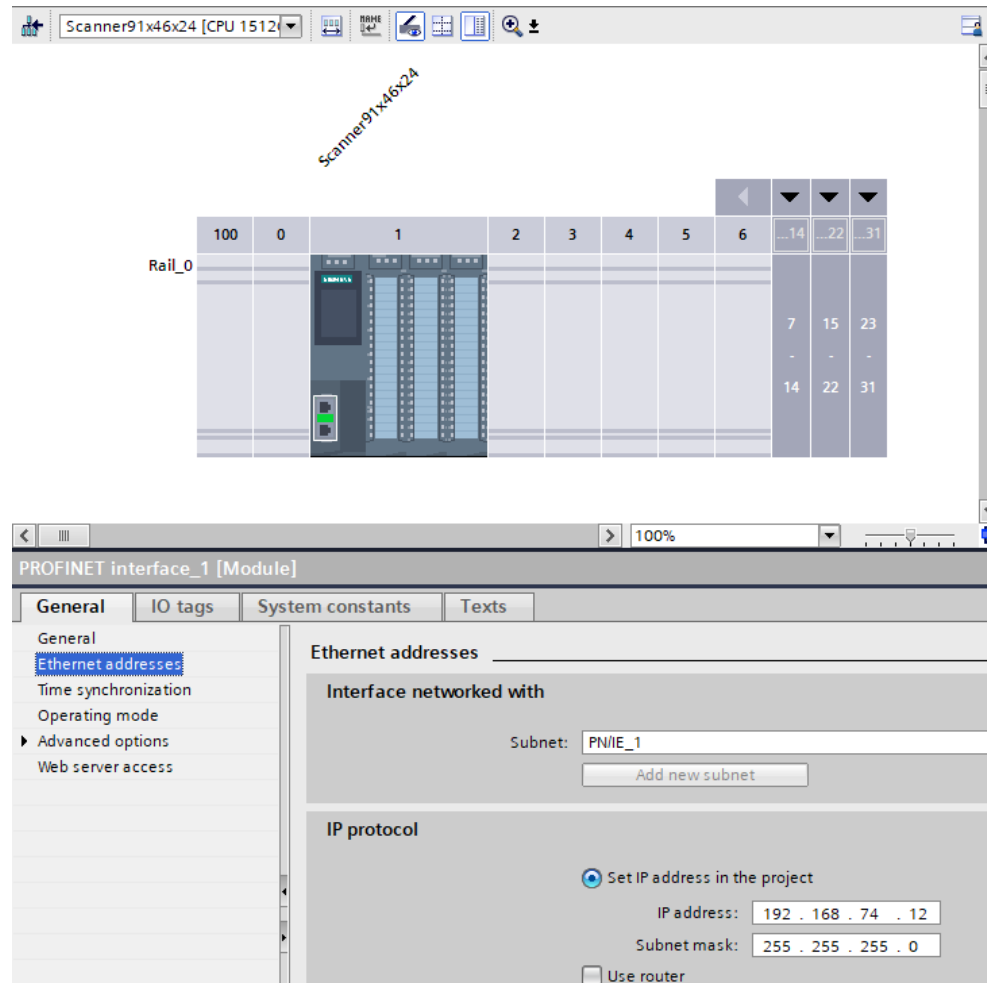 Scanner91x46x24 [CPU 1512
Scanner91x46x24
100 0 1 2 3 4 5 6 ...14 ...22 ...31
Rail_0
SIEMENS
7 15 23
- - -
14 22 31
100%
PROFINET interface_1 [Module]
General IO tags System constants Texts
General
Ethernet addresses
Time synchronization
Operating mode
Advanced options
Web server access
Ethernet addresses
Interface networked with
Subnet: PN/IE_1
Add new subnet
IP protocol
Set IP address in the project
IP address: 192 . 168 . 74 . 12
Subnet mask: 255 . 255 . 255 . 0
Use router